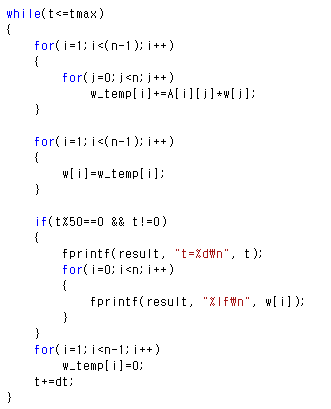 while(t<=tmax)
{
    for(i=1;i<(n-1);i++)
    {
        for(j=0;j<n;j++)
            w_temp[i]+=A[i][j]*w[j];
    }

    for(i=1;i<(n-1);i++)
    {
        w[i]=w_temp[i];
    }

    if(t%50==0 && t!=0)
    {
        fprintf(result, "t=%d₩n", t);
        for(i=0;i<n;i++)
        {
            fprintf(result, "%lf₩n", w[i]);
        }
    }
    for(i=1;i<n-1;i++)
        w_temp[i]=0;
    t+=dt;
}